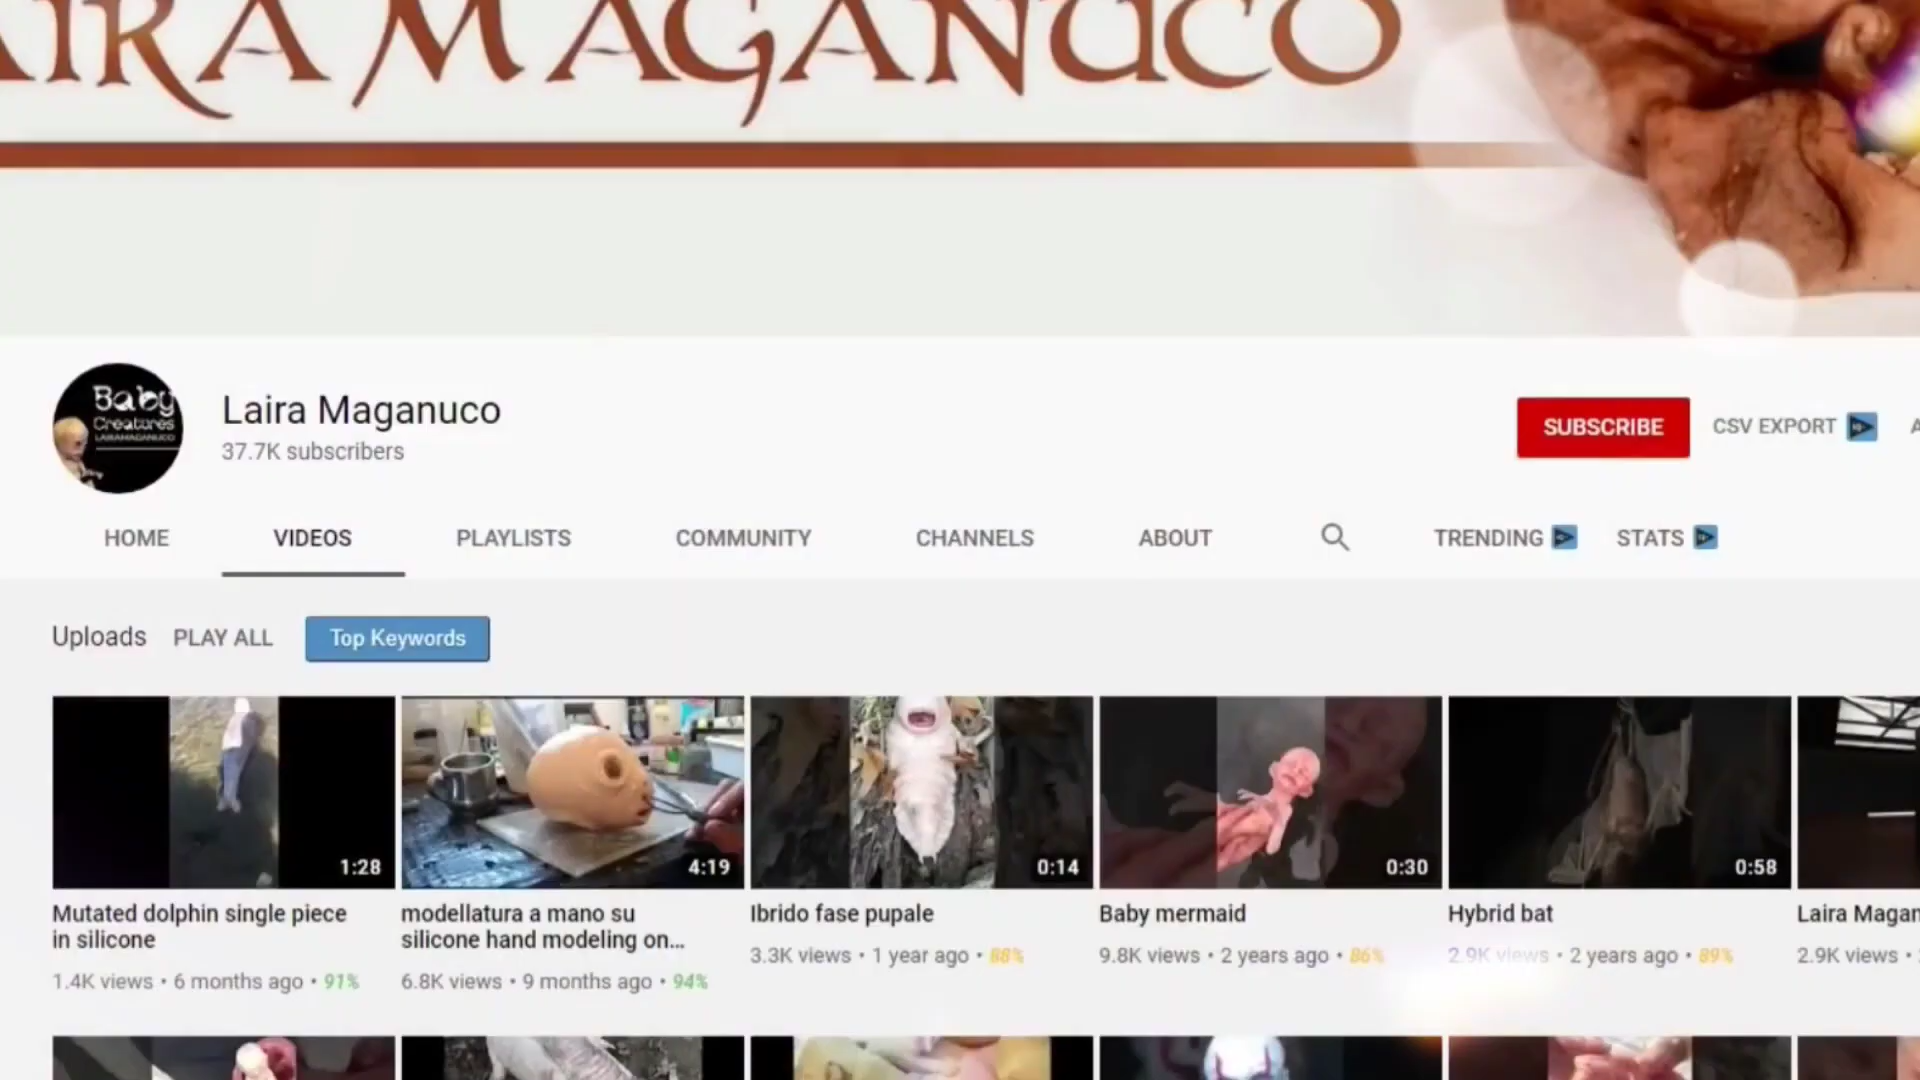 AIRA MAGANUCO
Baby
Creatures
LAIRAMAGANUCO
Laira Maganuco
37.7K subscribers
SUBSCRIBE
CSV EXPORT
HOME
VIDEOS
PLAYLISTS
COMMUNITY
CHANNELS
ABOUT
TRENDING
STATS
Uploads
PLAY ALL
Top Keywords
1:28
4:19
0:14
0:30
0:58
Mutated dolphin single piece
in silicone
1.4K views • 6 months ago • 91%
modellatura a mano su
silicone hand modeling on...
6.8K views • 9 months ago • 94%
Ibrido fase pupale
3.3K views • 1 year ago • 88%
Baby mermaid
9.8K views • 2 years ago • 86%
Hybrid bat
2.9K views • 2 years ago • 89%
Laira Magan
2.9K views •